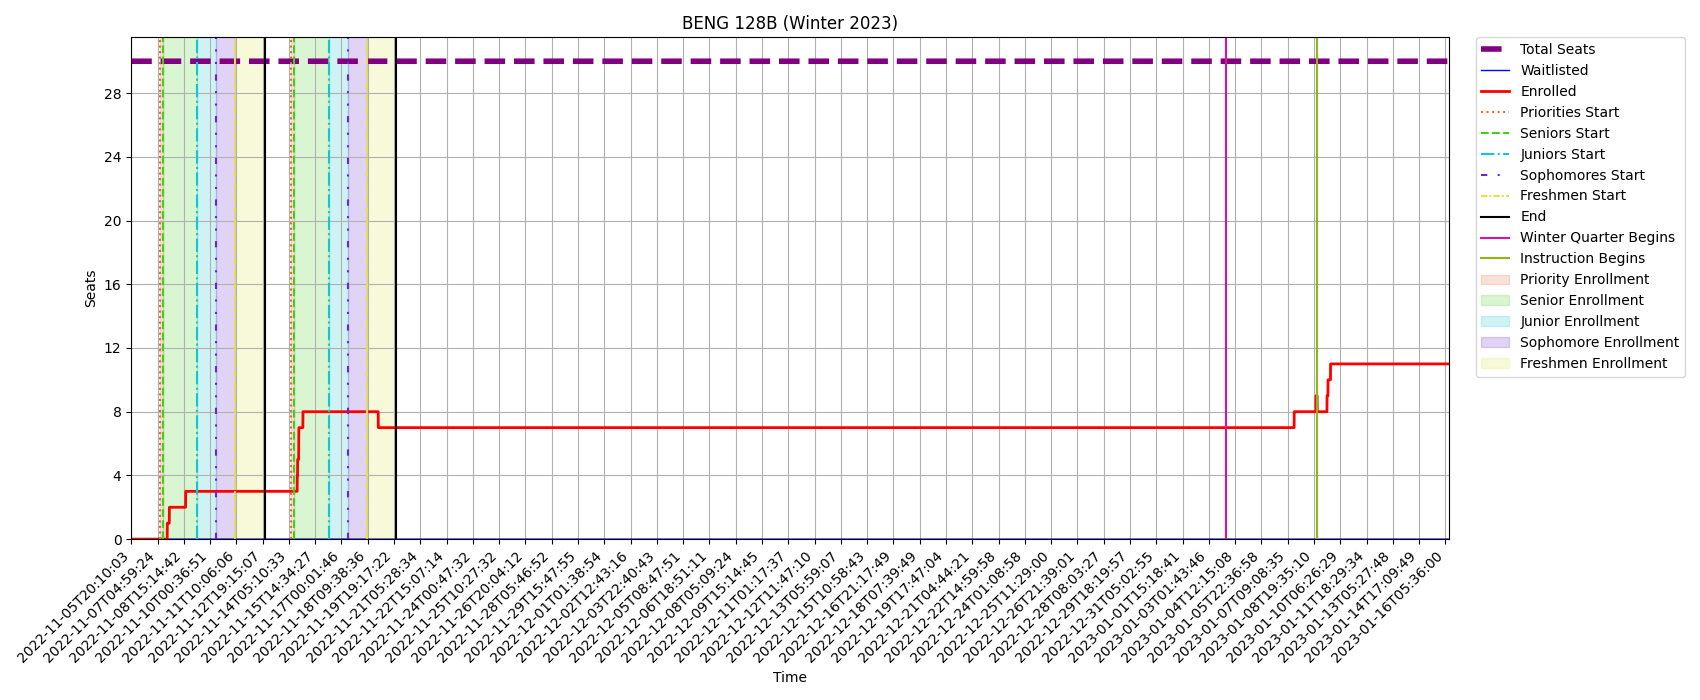 BENG 128B (Winter 2023)
Total Seats
Waitlisted
Enrolled
Priorities Start
Seniors Start
Juniors Start
Sophomores Start
Freshmen Start
End
Winter Quarter Begins
Instruction Begins
Priority Enrollment
Senior Enrollment
Junior Enrollment
Sophomore Enrollment
Freshmen Enrollment
Seats
28
24
20
16
12
8
4
0
2022-11-05T20:10:03
2022-11-07T04:59:24
2022-11-08T15:14:42
2022-11-10T00:36:51
2022-11-11T10:06:06
2022-11-12T19:15:07
2022-11-14T05:10:33
2022-11-15T14:34:27
2022-11-17T00:01:46
2022-11-18T09:38:36
2022-11-19T19:17:22
2022-11-21T05:28:34
2022-11-22T15:07:14
2022-11-24T00:47:32
2022-11-25T10:27:32
2022-11-26T20:04:12
2022-11-28T05:46:52
2022-11-29T15:47:55
2022-12-01T01:38:54
2022-12-02T12:43:16
2022-12-03T22:40:43
2022-12-05T08:47:51
2022-12-06T18:51:11
2022-12-08T05:09:24
2022-12-09T15:14:45
2022-12-11T01:17:37
2022-12-12T11:47:10
2022-12-13T13:59:07
2022-12-15T10:58:43
2022-12-16T21:17:49
2022-12-18T07:39:49
2022-12-19T17:47:04
2022-12-21T04:44:21
2022-12-22T14:59:58
2022-12-24T01:08:58
2022-12-25T11:29:00
2022-12-26T21:39:01
2022-12-28T08:03:27
2022-12-29T18:19:57
2022-12-31T05:02:55
2023-01-01T15:18:41
2023-01-03T01:43:46
2023-01-04T12:15:08
2023-01-05T22:36:58
2023-01-07T09:08:35
2023-01-08T19:35:10
2023-01-10T06:26:29
2023-01-11T18:29:34
2023-01-13T05:27:48
2023-01-14T17:09:49
2023-01-16T05:36:00
Time